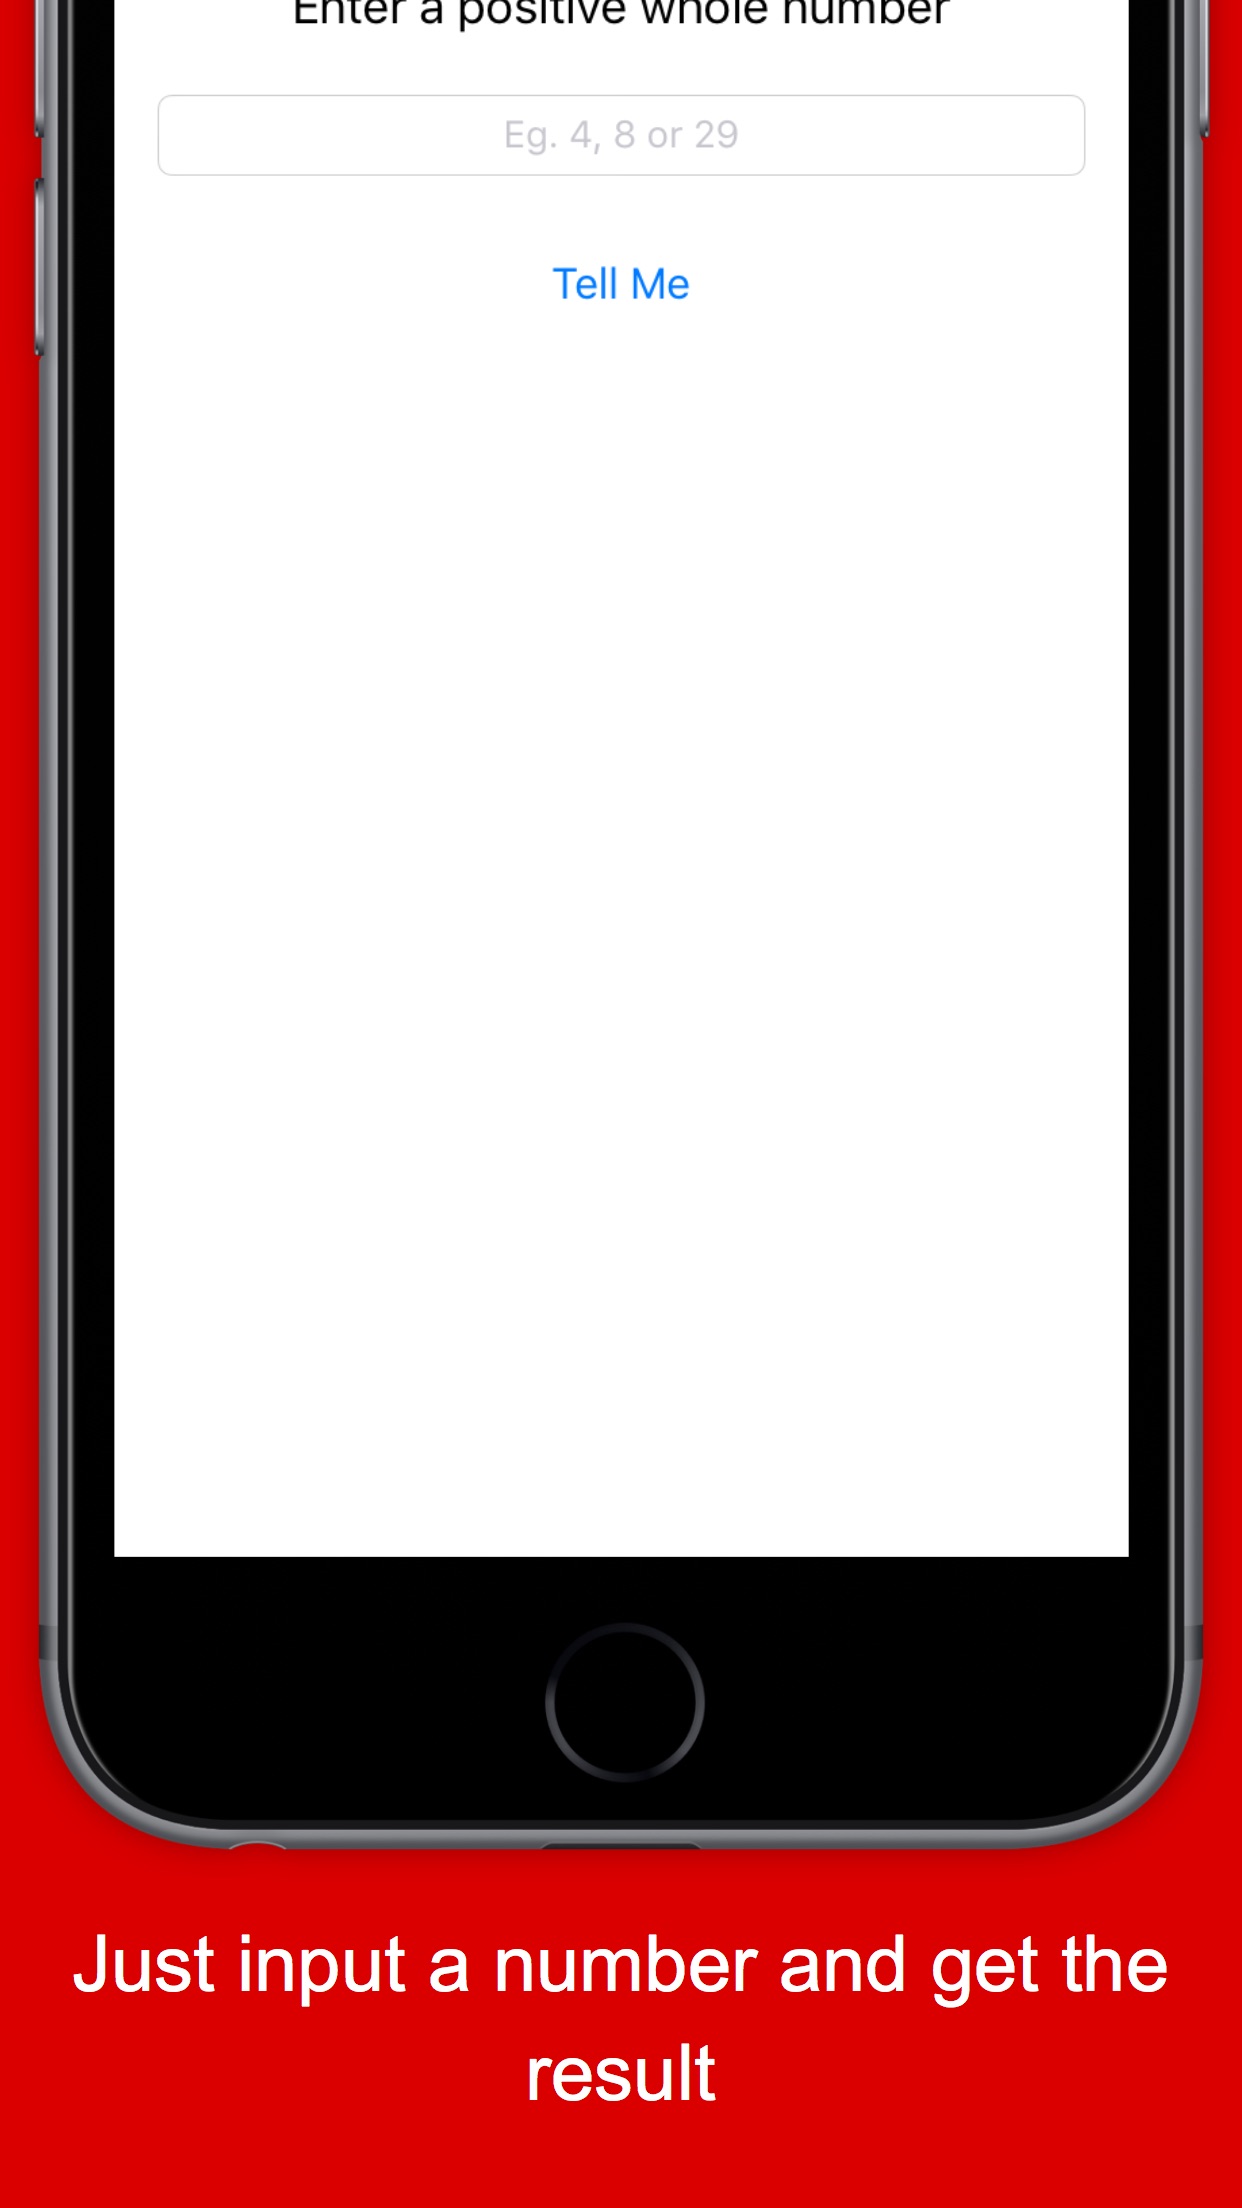 Enter a positive whole number
Eg. 4, 8 or 29
Tell Me
Just input a number and get the
result